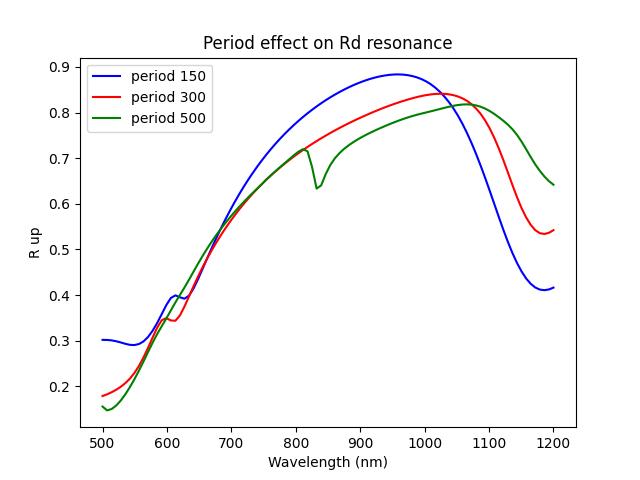 Period effect on Rd resonance
period 150
period 300
period 500
R up
0.9
0.8
0.7
0.6
0.5
0.4
0.3
0.2
500 600 700 800 900 1000 1100 1200
Wavelength (nm)